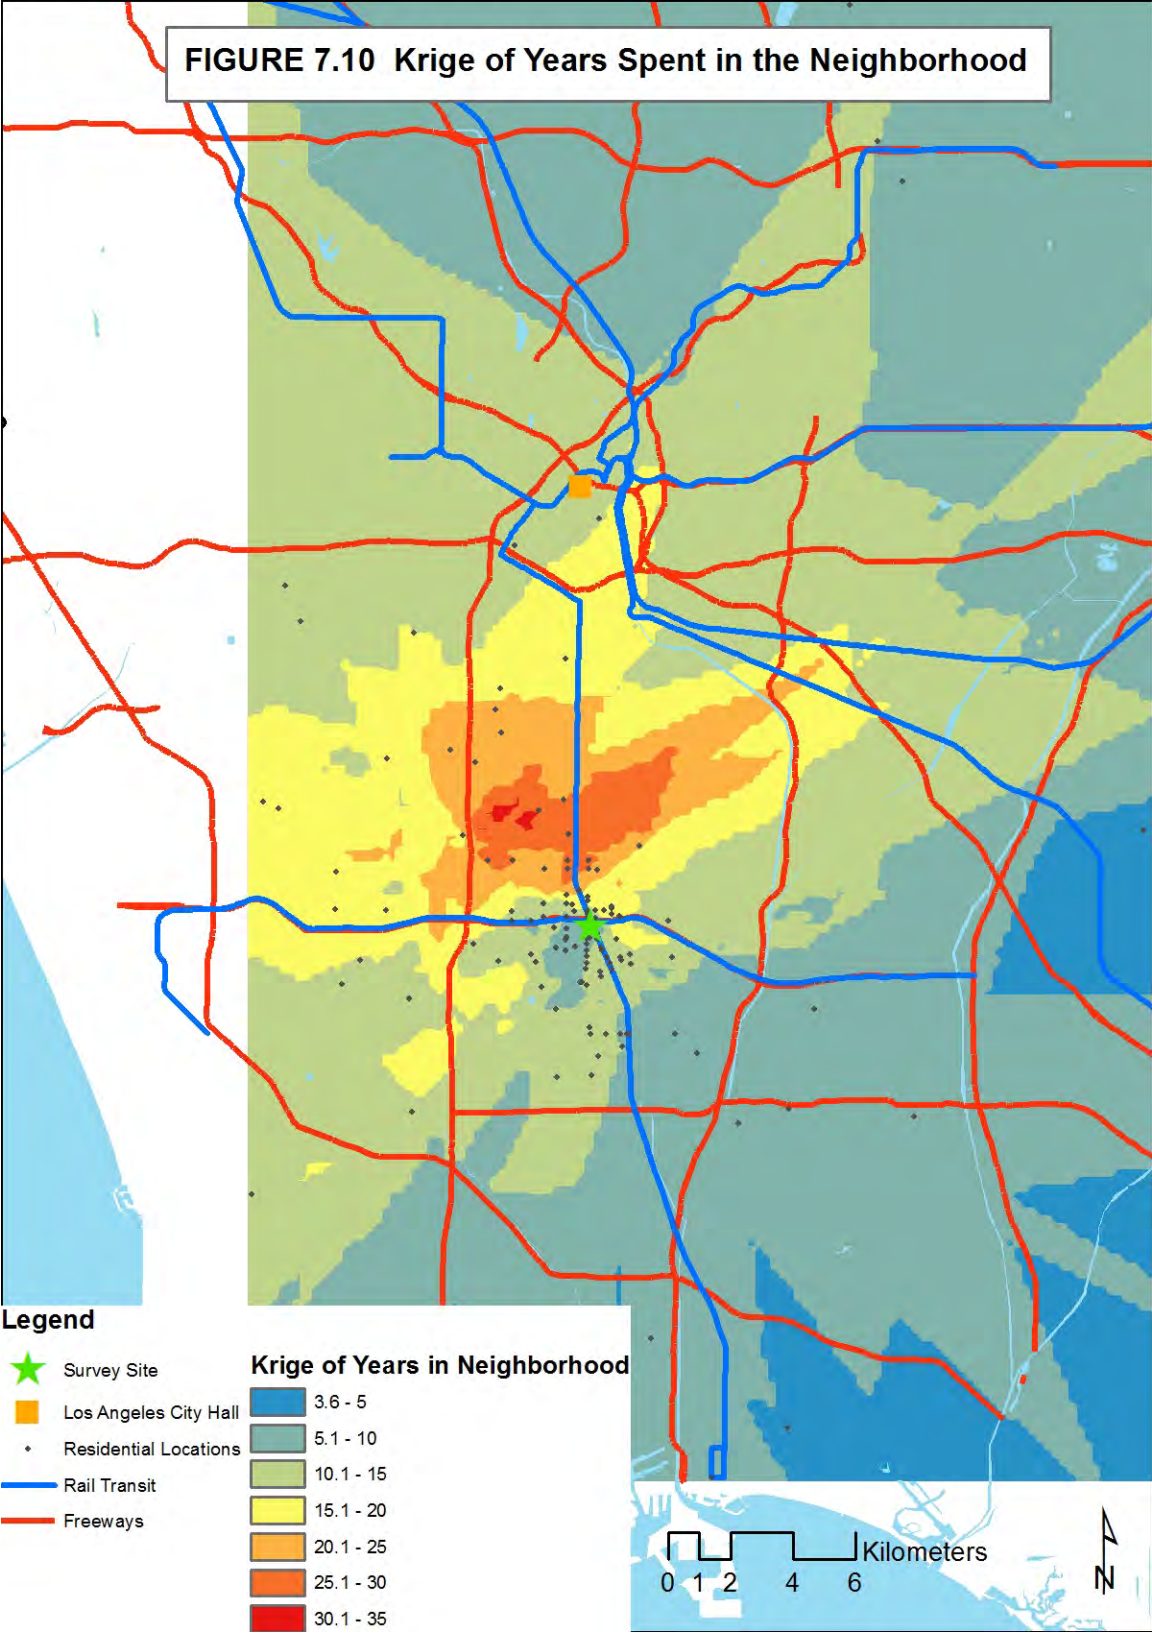 FIGURE 7.10 Krige of Years Spent in the Neighborhood
Legend
Survey Site
Los Angeles City Hall
Residential Locations
Rail Transit
Freeways
Krige of Years in Neighborhood
3.6 - 5
5.1 - 10
10.1 - 15
15.1 - 20
20.1 - 25
25.1 - 30
30.1 - 35
Kilometers
0 1 2 4 6
N